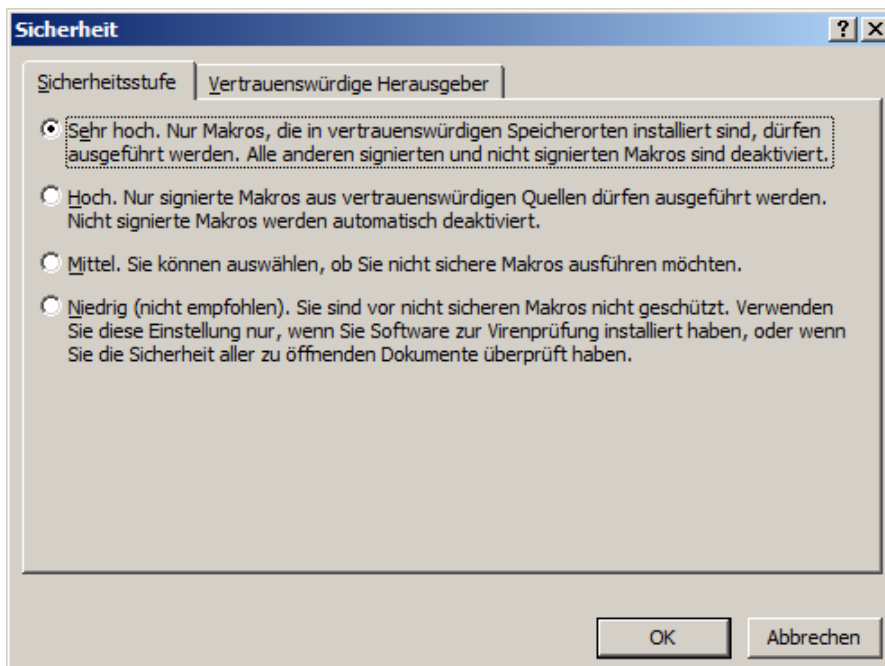 Sicherheit
Sicherheitsstufe
Vertrauenswürdige Herausgeber
Sehr hoch. Nur Makros, die in vertrauenswürdigen Speicherorten installiert sind, dürfen
ausgeführt werden. Alle anderen signierten und nicht signierten Makros sind deaktiviert.
Hoch. Nur signierte Makros aus vertrauenswürdigen Quellen dürfen ausgeführt werden.
Nicht signierte Makros werden automatisch deaktiviert.
Mittel. Sie können auswählen, ob Sie nicht sichere Makros ausführen möchten.
Niedrig (nicht empfohlen). Sie sind vor nicht sicheren Makros nicht geschützt. Verwenden
Sie diese Einstellung nur, wenn Sie Software zur Virenprüfung installiert haben, oder wenn
Sie die Sicherheit aller zu öffnenden Dokumente überprüft haben.
OK
Abbrechen